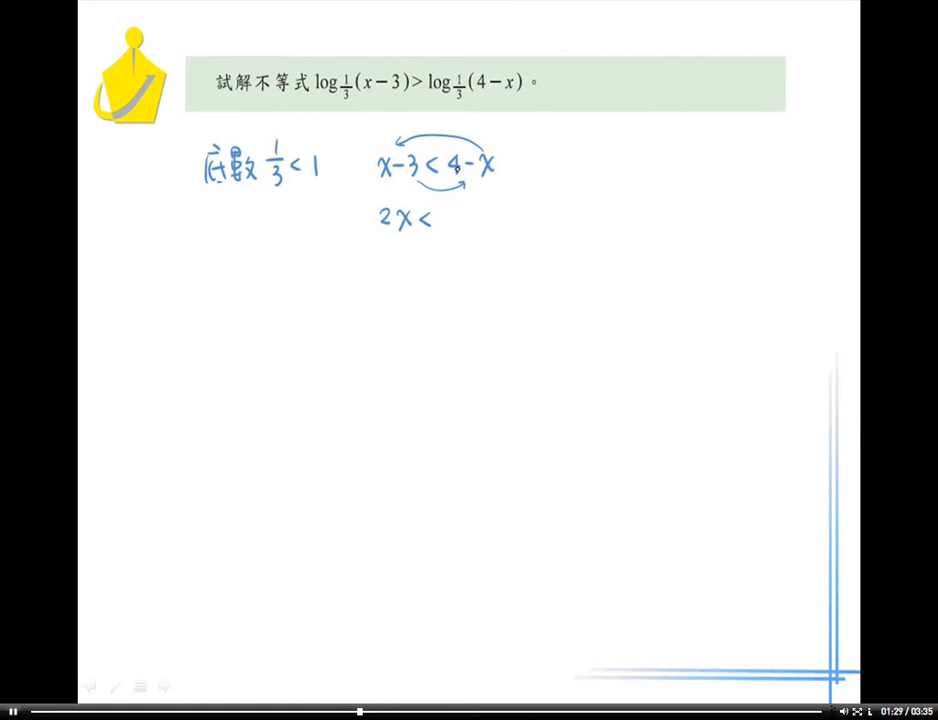 試解不等式 log_{1/3}(x−3)>log_{1/3}(4−x)。
底數 1/3 < 1
x−3 < 4−x
2x <
01:29 / 03:35